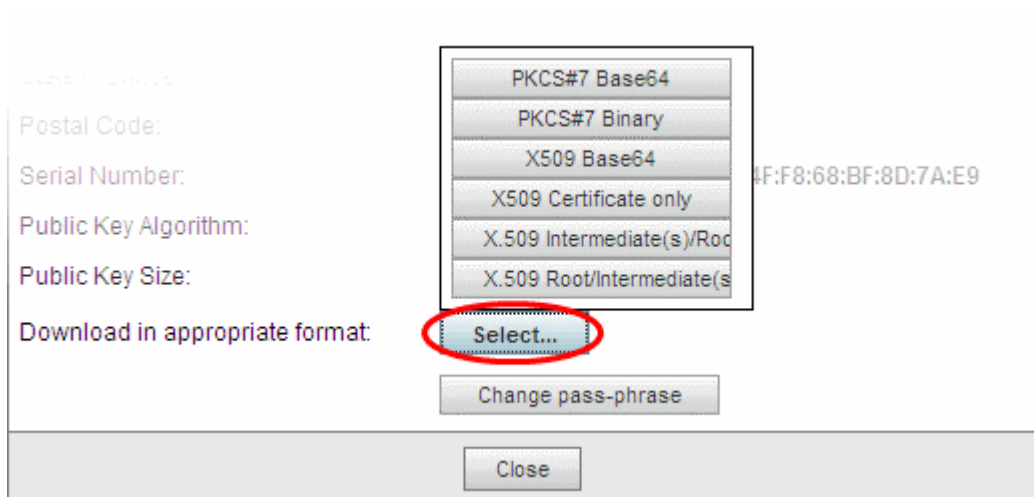 PKCS#7 Base64
PKCS#7 Binary
Postal Code:
X509 Base64
Serial Number:
4F:F8:68:BF:8D:7A:E9
X509 Certificate only
Public Key Algorithm:
X.509 Intermediate(s)/Roo
Public Key Size:
X.509 Root/Intermediate(s
Download in appropriate format:
Select...
Change pass-phrase
Close